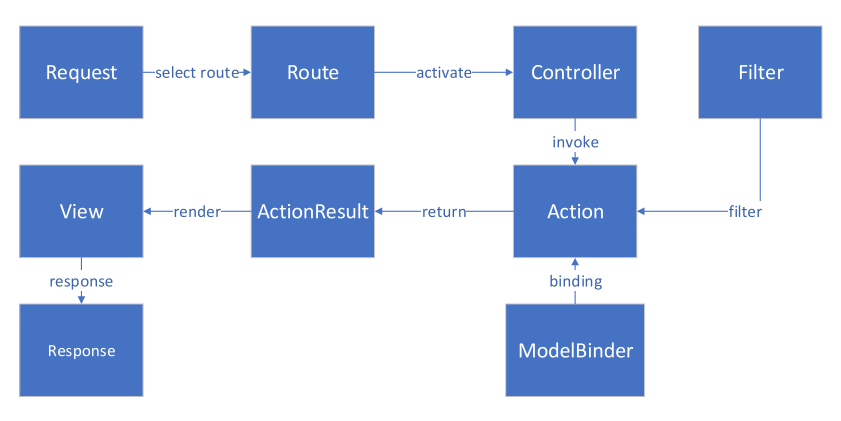 Request
select route
Route
activate
Controller
Filter
invoke
View
render
ActionResult
return
Action
filter
response
binding
Response
ModelBinder